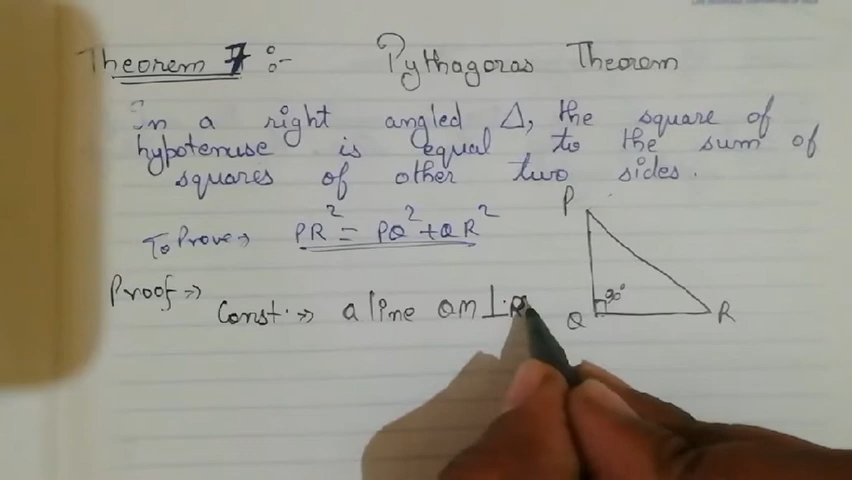 Theorem 7 :- Pythagoras Theorem
In a right angled Δ, the square of
hypotenuse is equal to the sum of
squares of other two sides.
To Prove → PR² = PQ² + QR²
Proof →
Const. → a line QM ⊥
P
90°
Q
R